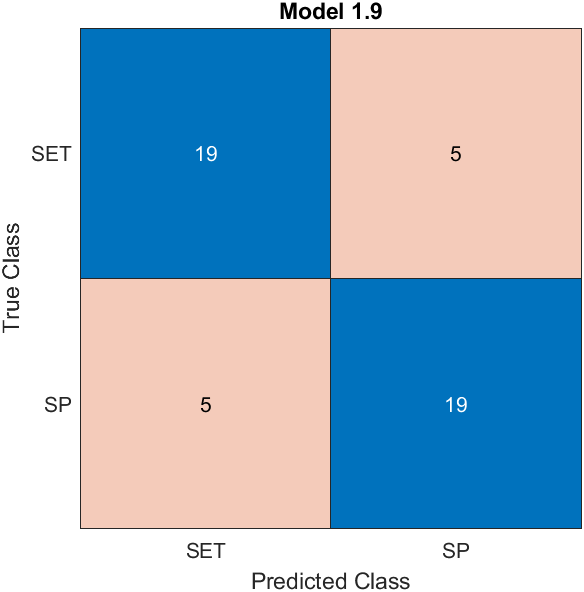 Model 1.9
True Class
SET
19
5
SP
5
19
SET
SP
Predicted Class